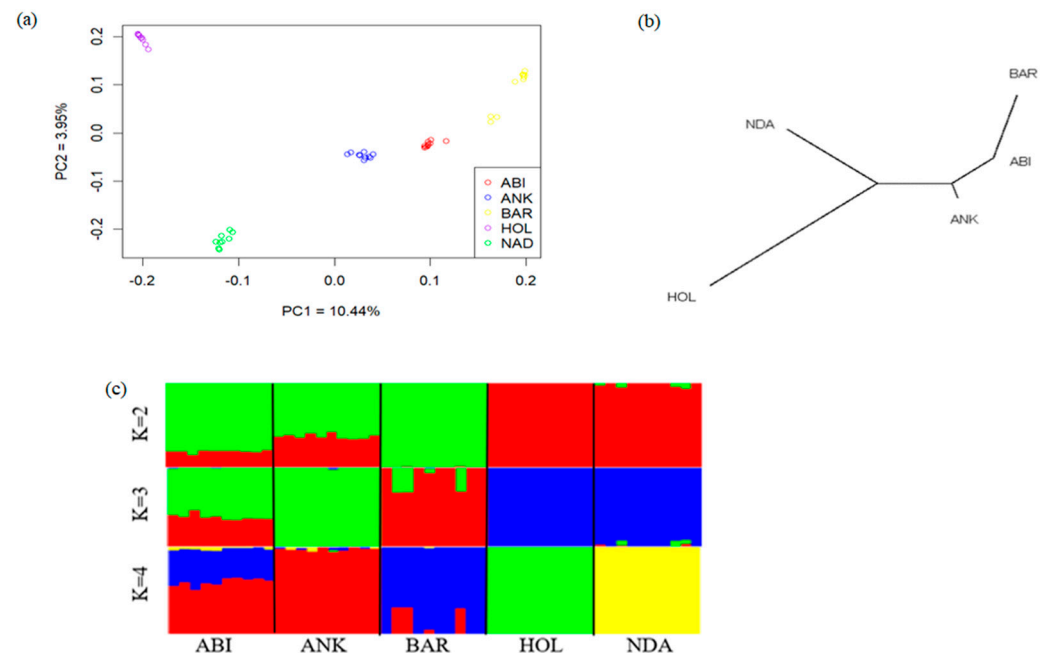 (a)
0.2
0.1
0.0
-0.1
-0.2
PC2 = 3.95%
-0.2
-0.1
0.0
0.1
0.2
PC1 = 10.44%
ABI
ANK
BAR
HOL
NAD
(b)
BAR
NDA
ABI
ANK
HOL
(c)
K=2
K=3
K=4
ABI ANK BAR HOL NDA